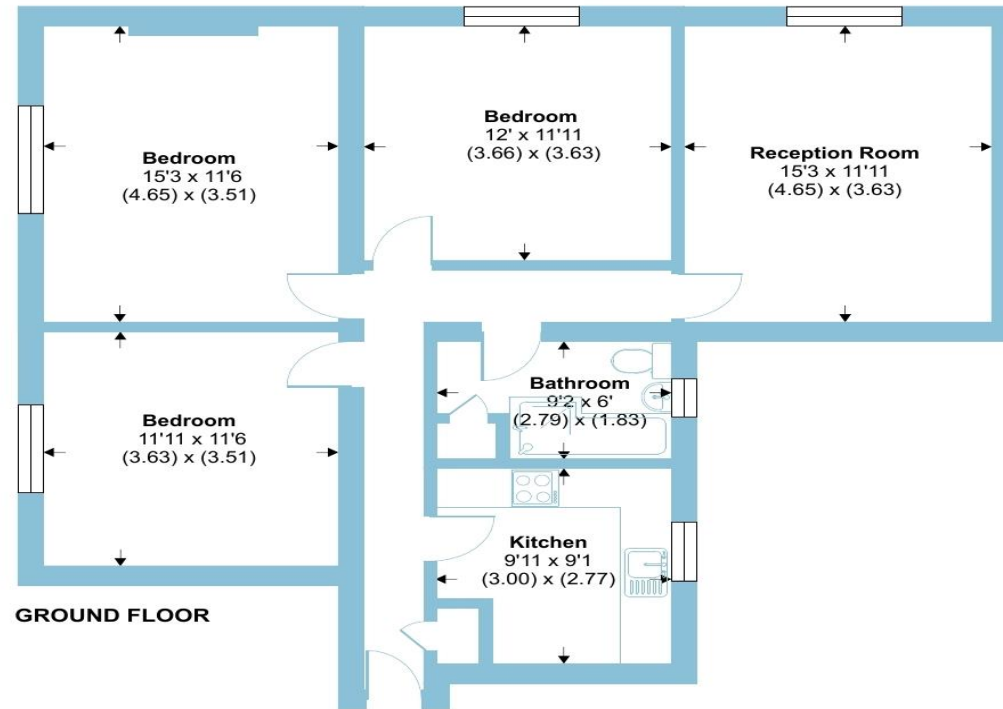 Bedroom
15'3 x 11'6
(4.65) x (3.51)
Bedroom
12' x 11'11
(3.66) x (3.63)
Reception Room
15'3 x 11'11
(4.65) x (3.63)
Bedroom
11'11 x 11'6
(3.63) x (3.51)
Bathroom
9'2 x 6'
(2.79) x (1.83)
Kitchen
9'11 x 9'1
(3.00) x (2.77)
GROUND FLOOR